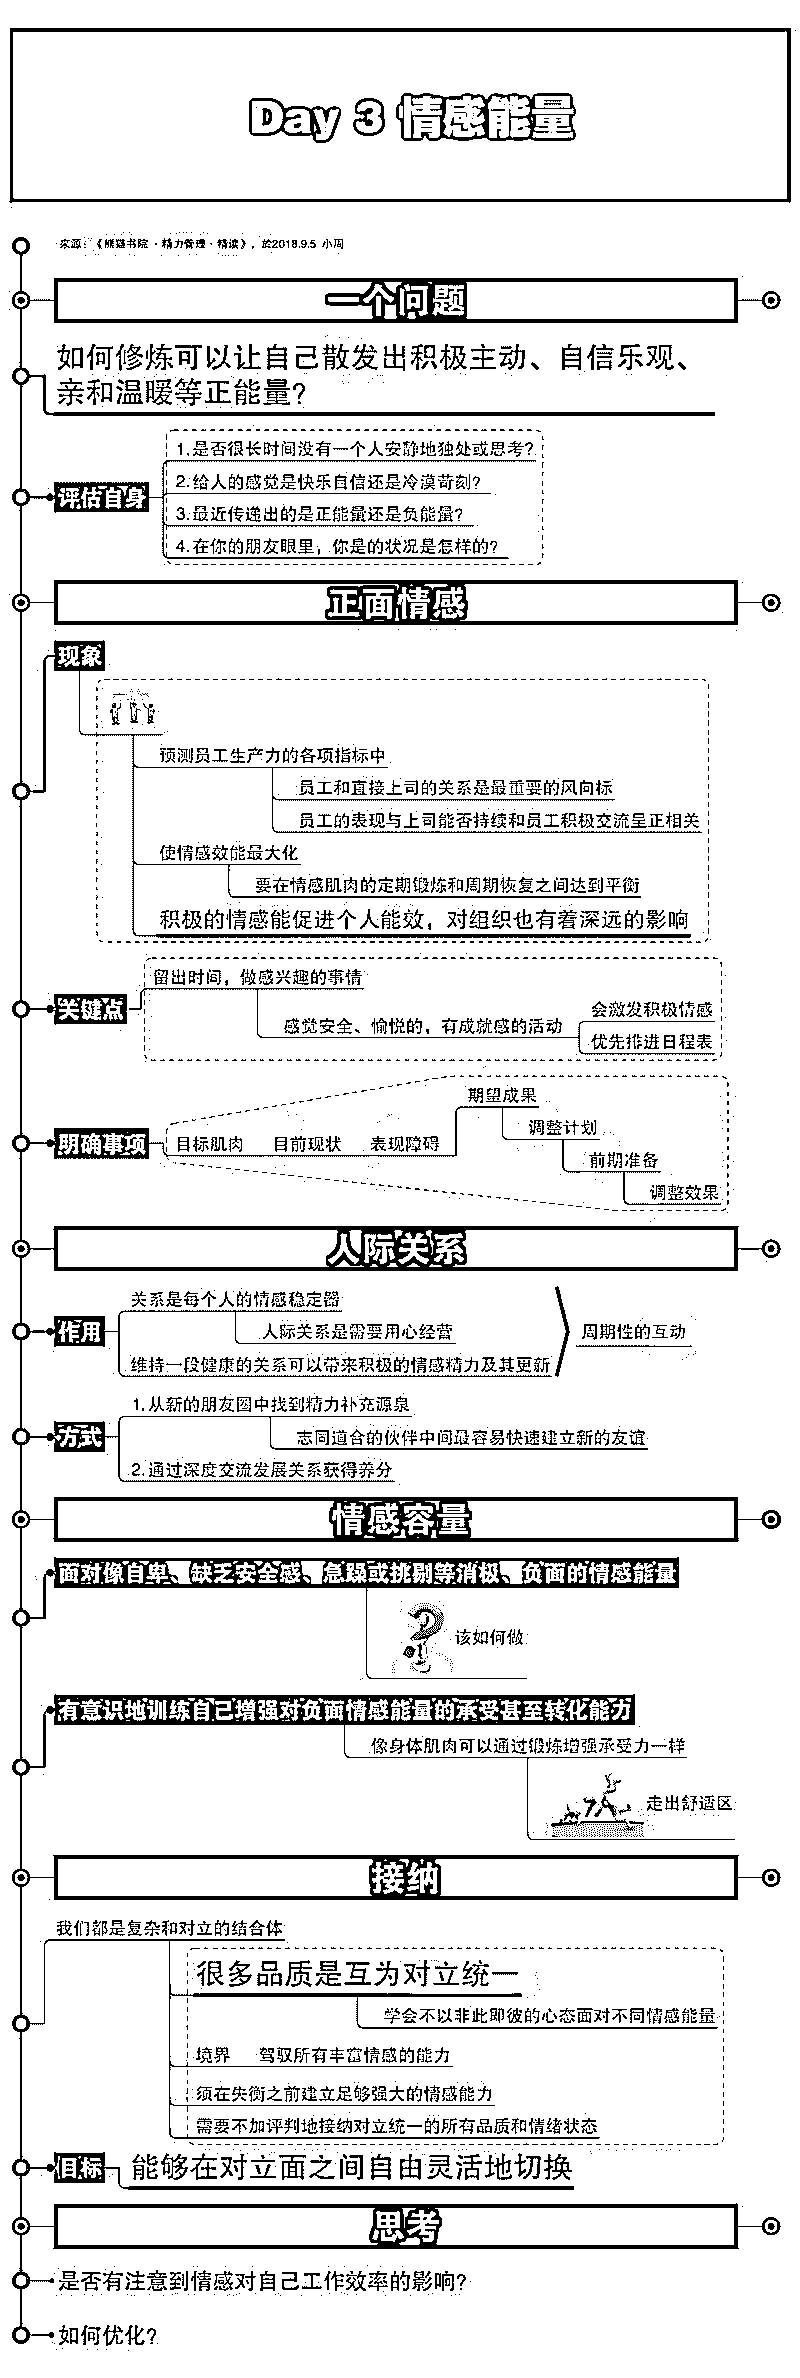 Day 3 情感能量
来源：《熊猫书院·精力管理·精读》，於2018.9.5 小周
一个问题
如何修炼可以让自己散发出积极主动、自信乐观、
亲和温暖等正能量？
评估自身
1.是否很长时间没有一个人安静地独处或思考？
2.给人的感觉是快乐自信还是冷漠苛刻？
3.最近传递出的是正能量还是负能量？
4.在你的朋友眼里，你是的状况是怎样的？
正面情感
现象
预测员工生产力的各项指标中
员工和直接上司的关系是最重要的风向标
员工的表现与上司能否持续和员工积极交流呈正相关
使情感效能最大化
要在情感肌肉的定期锻炼和周期恢复之间达到平衡
积极的情感能促进个人能效，对组织也有着深远的影响
关键点
留出时间，做感兴趣的事情
感觉安全、愉悦的，有成就感的活动
会激发积极情感
优先排进日程表
明确事项
目标肌肉
目前现状
表现障碍
期望成果
调整计划
前期准备
调整效果
人际关系
作用
关系是每个人的情感稳定器
人际关系是需要用心经营
维持一段健康的关系可以带来积极的情感精力及其更新
周期性的互动
方式
1.从新的朋友圈中找到精力补充源泉
志同道合的伙伴中间最容易快速建立新的友谊
2.通过深度交流发展关系获得养分
情感容量
面对像自卑、缺乏安全感、急躁或挑剔等消极、负面的情感能量
该如何做
有意识地训练自己增强对负面情感能量的承受甚至转化能力
像身体肌肉可以通过锻炼增强承受力一样
走出舒适区
接纳
我们都是复杂和对立的结合体
很多品质是互为对立统一
学会不以非此即彼的心态面对不同情感能量
境界
驾驭所有丰富情感的能力
须在失衡之前建立足够强大的情感能力
需要不加评判地接纳对立统一的所有品质和情绪状态
目标
能够在对立面之间自由灵活地切换
思考
是否有注意到情感对自己工作效率的影响？
如何优化？